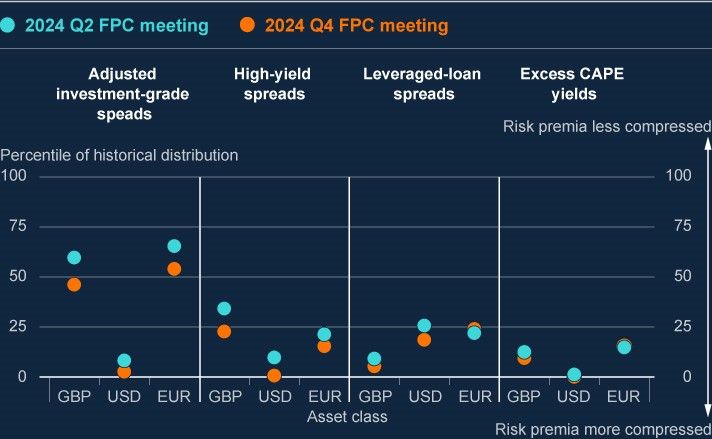 2024 Q2 FPC meeting 2024 Q4 FPC meeting
Adjusted
investment-grade
speads
High-yield
spreads
Leveraged-loan
spreads
Excess CAPE
yields
Risk premia less compressed
Percentile of historical distribution
100 100
75 75
50 50
25 25
0 0
GBP USD EUR GBP USD EUR GBP USD EUR GBP USD EUR
Asset class
Risk premia more compressed